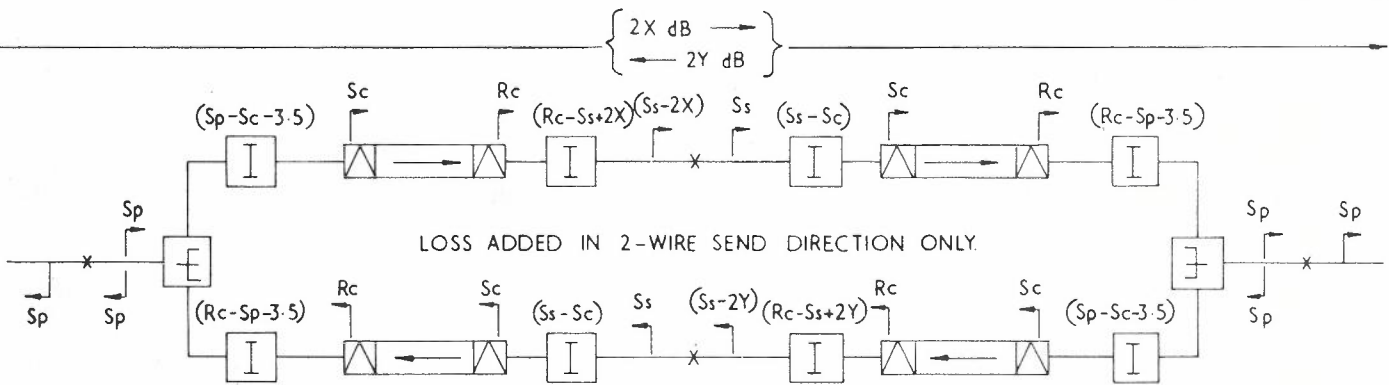 2X dB
2Y dB
Sc Rc Sc Rc
(Sp-Sc-3·5) (Rc-Ss+2X) (Ss-2X) Ss (Ss-Sc) (Rc-Sp-3·5)
Sp Sp Sp
LOSS ADDED IN 2-WIRE SEND DIRECTION ONLY.
Sp Sp Sp
Rc Sc Rc Sc
(Rc-Sp-3·5) (Ss-Sc) Ss (Ss-2Y) (Rc-Ss+2Y) (Sp-Sc-3·5)